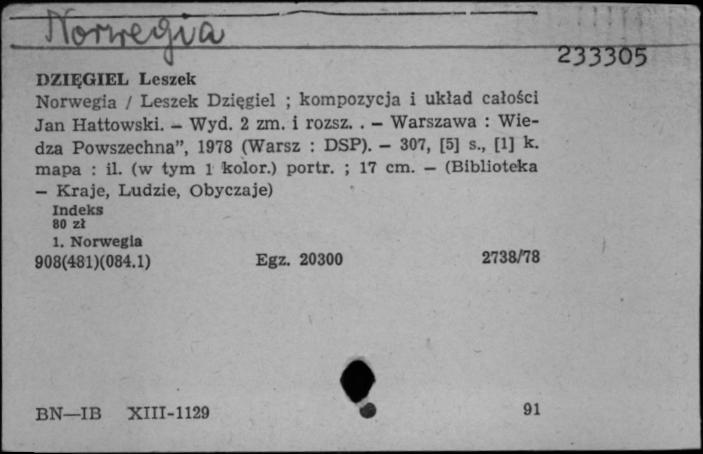 Norwegia
233305
DZIĘGIEL Leszek
Norwegia / Leszek Dzięgiel ; kompozycja i układ całości
Jan Hattowski. — Wyd. 2 zm. i rozsz. . — Warszawa : Wie-
dza Powszechna”, 1978 (Warsz : DSP). — 307, [5] s., [1] k.
mapa : il. (w tym 1 kolor.) portr. ; 17 cm. — (Biblioteka
— Kraje, Ludzie, Obyczaje)
Indeks
80 zł
1. Norwegia
908(481)(084.1) Egz. 20300 2738/78
BN—IB XIII-1129 91